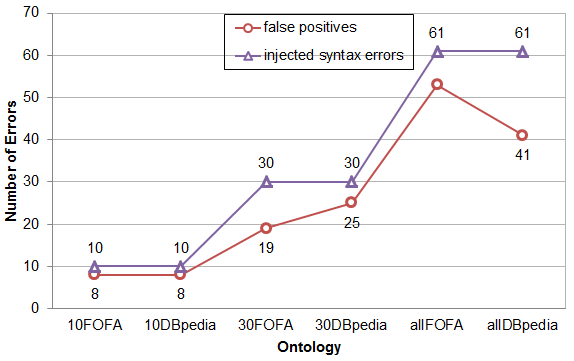 70
60
50
40
30
20
10
0
Number of Errors
false positives
injected syntax errors
10
10
30
30
61
61
8
8
19
25
41
10FOFA
10DBpedia
30FOFA
30DBpedia
allFOFA
allDBpedia
Ontology